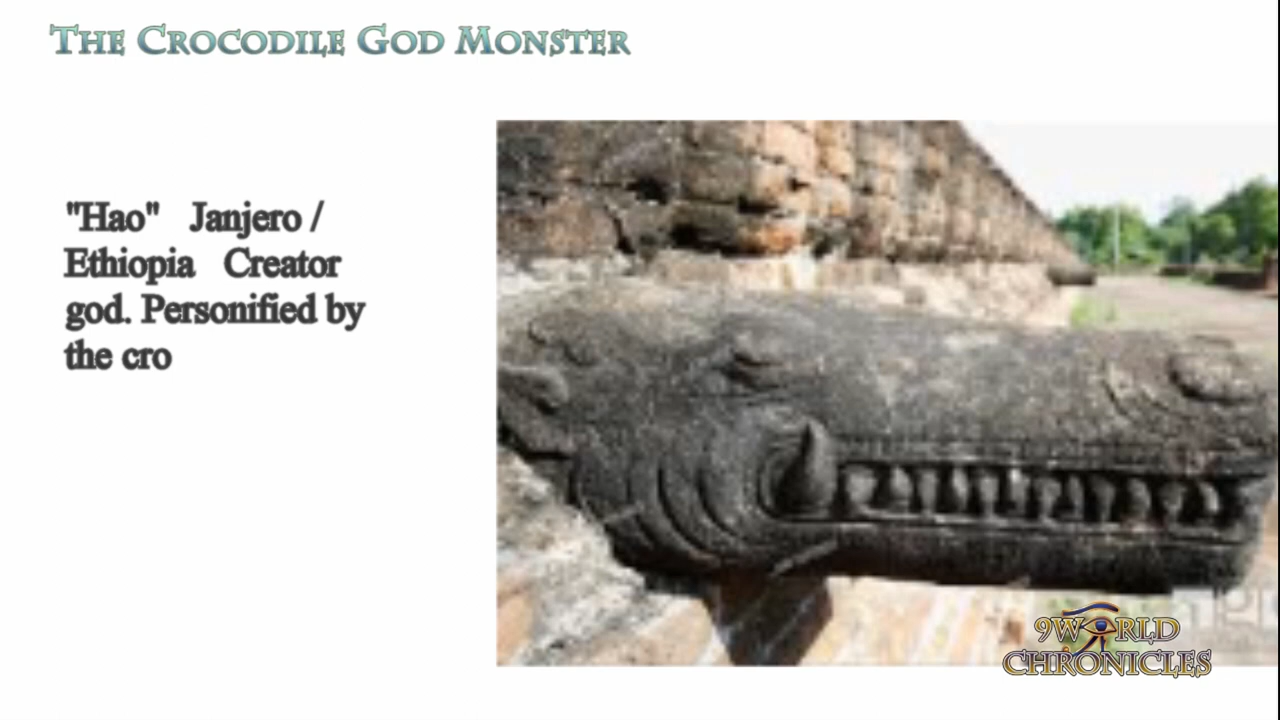 THE CROCODILE GOD MONSTER
"Hao" Janjero /
Ethiopia Creator
god. Personified by
the cro
9WORLD
CHRONICLES